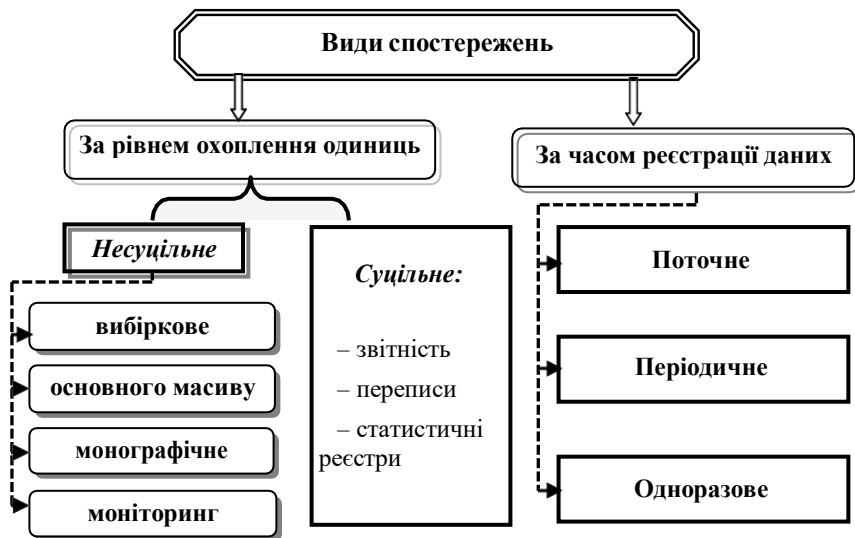 Види спостережень
За рівнем охоплення одиниць
За часом реєстрації даних
Несуцільне
вибіркове
основного масиву
монографічне
моніторинг
Суцільне:
– звітність
– переписи
– статистичні
реєстри
Поточне
Періодичне
Одноразове